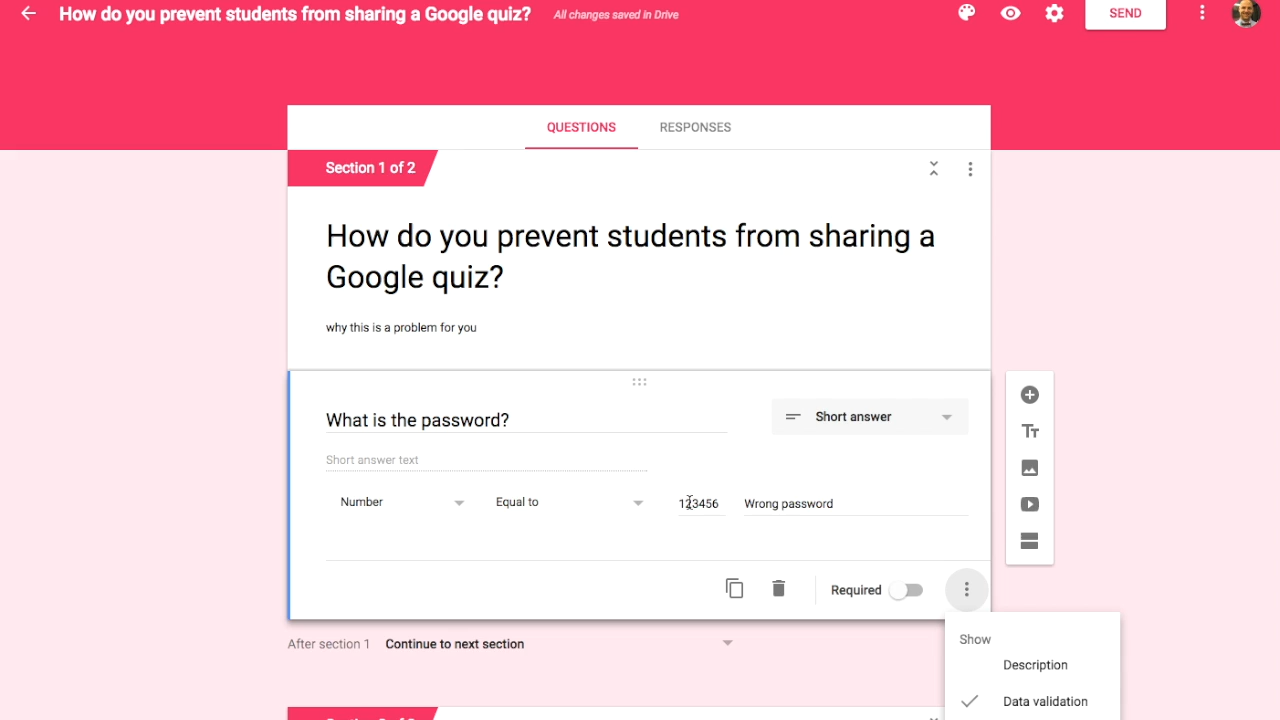 How do you prevent students from sharing a Google quiz? All changes saved in Drive SEND
QUESTIONS RESPONSES
Section 1 of 2
How do you prevent students from sharing a
Google quiz?
why this is a problem for you
What is the password? Short answer
Tт
Short answer text
Number Equal to 123456 Wrong password
Required
After section 1 Continue to next section
Show
Description
Data validation